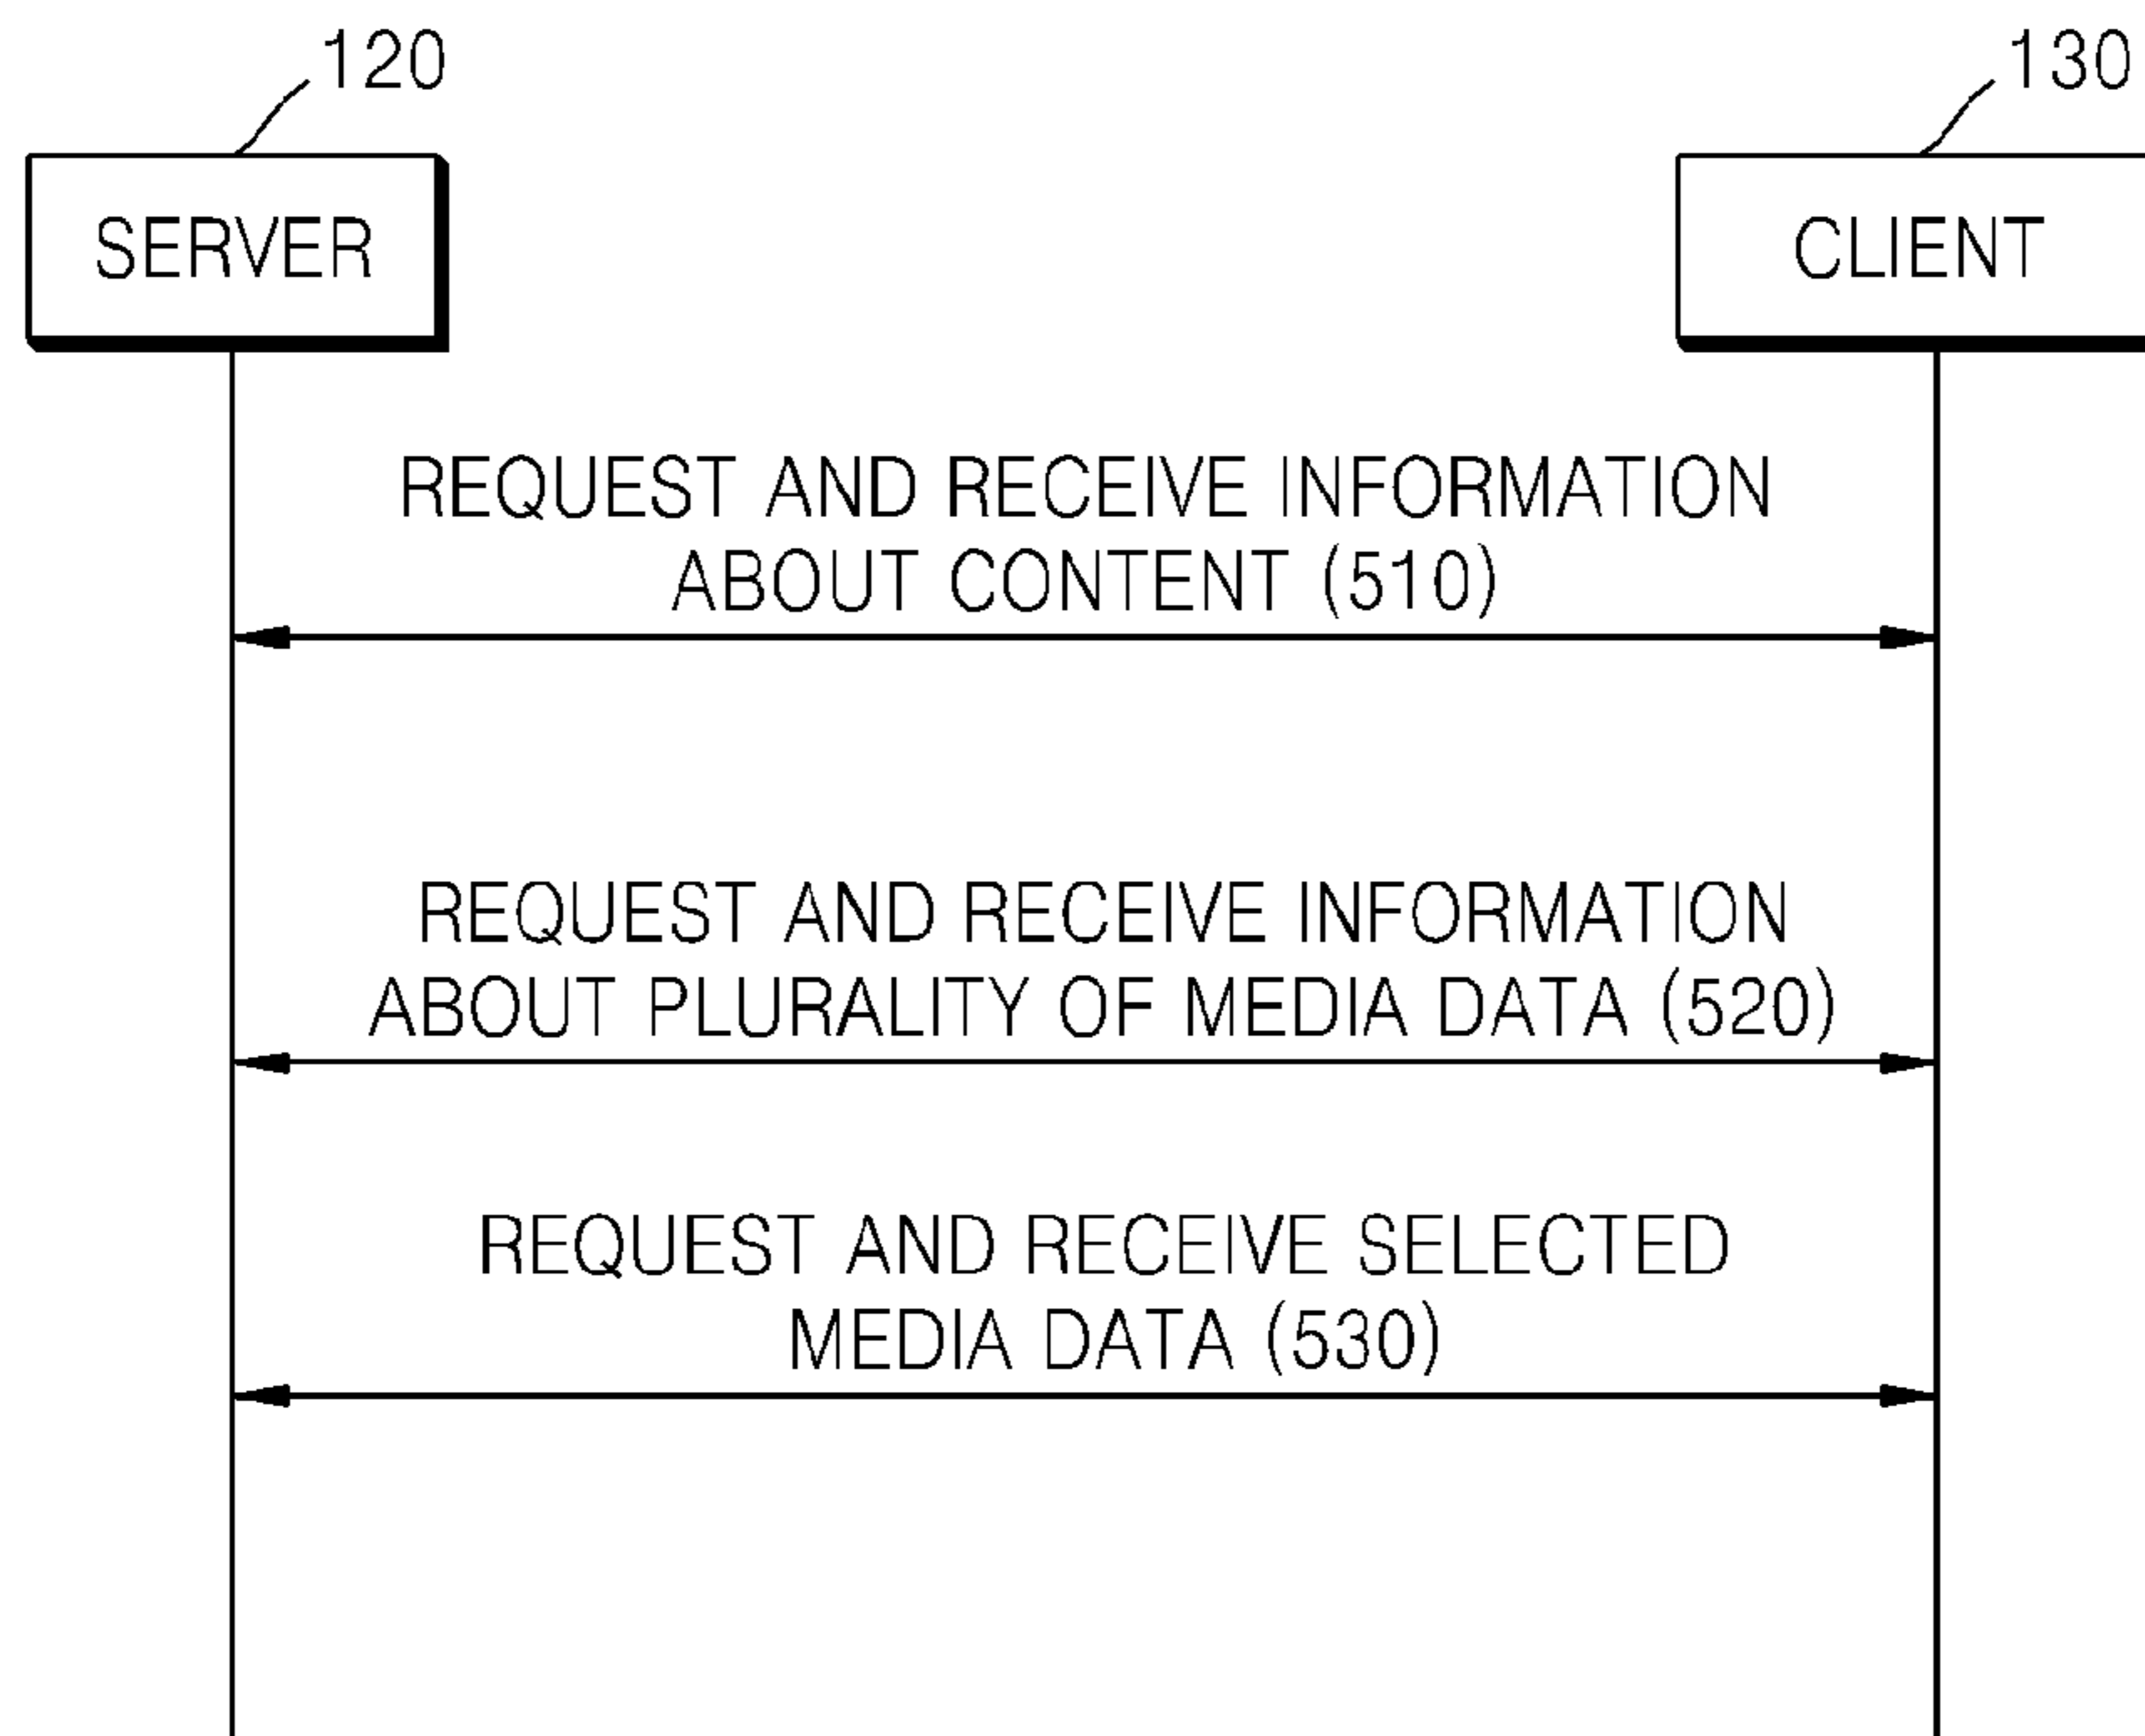 120
130
SERVER
CLIENT
REQUEST AND RECEIVE INFORMATION
ABOUT CONTENT (510)
REQUEST AND RECEIVE INFORMATION
ABOUT PLURALITY OF MEDIA DATA (520)
REQUEST AND RECEIVE SELECTED
MEDIA DATA (530)